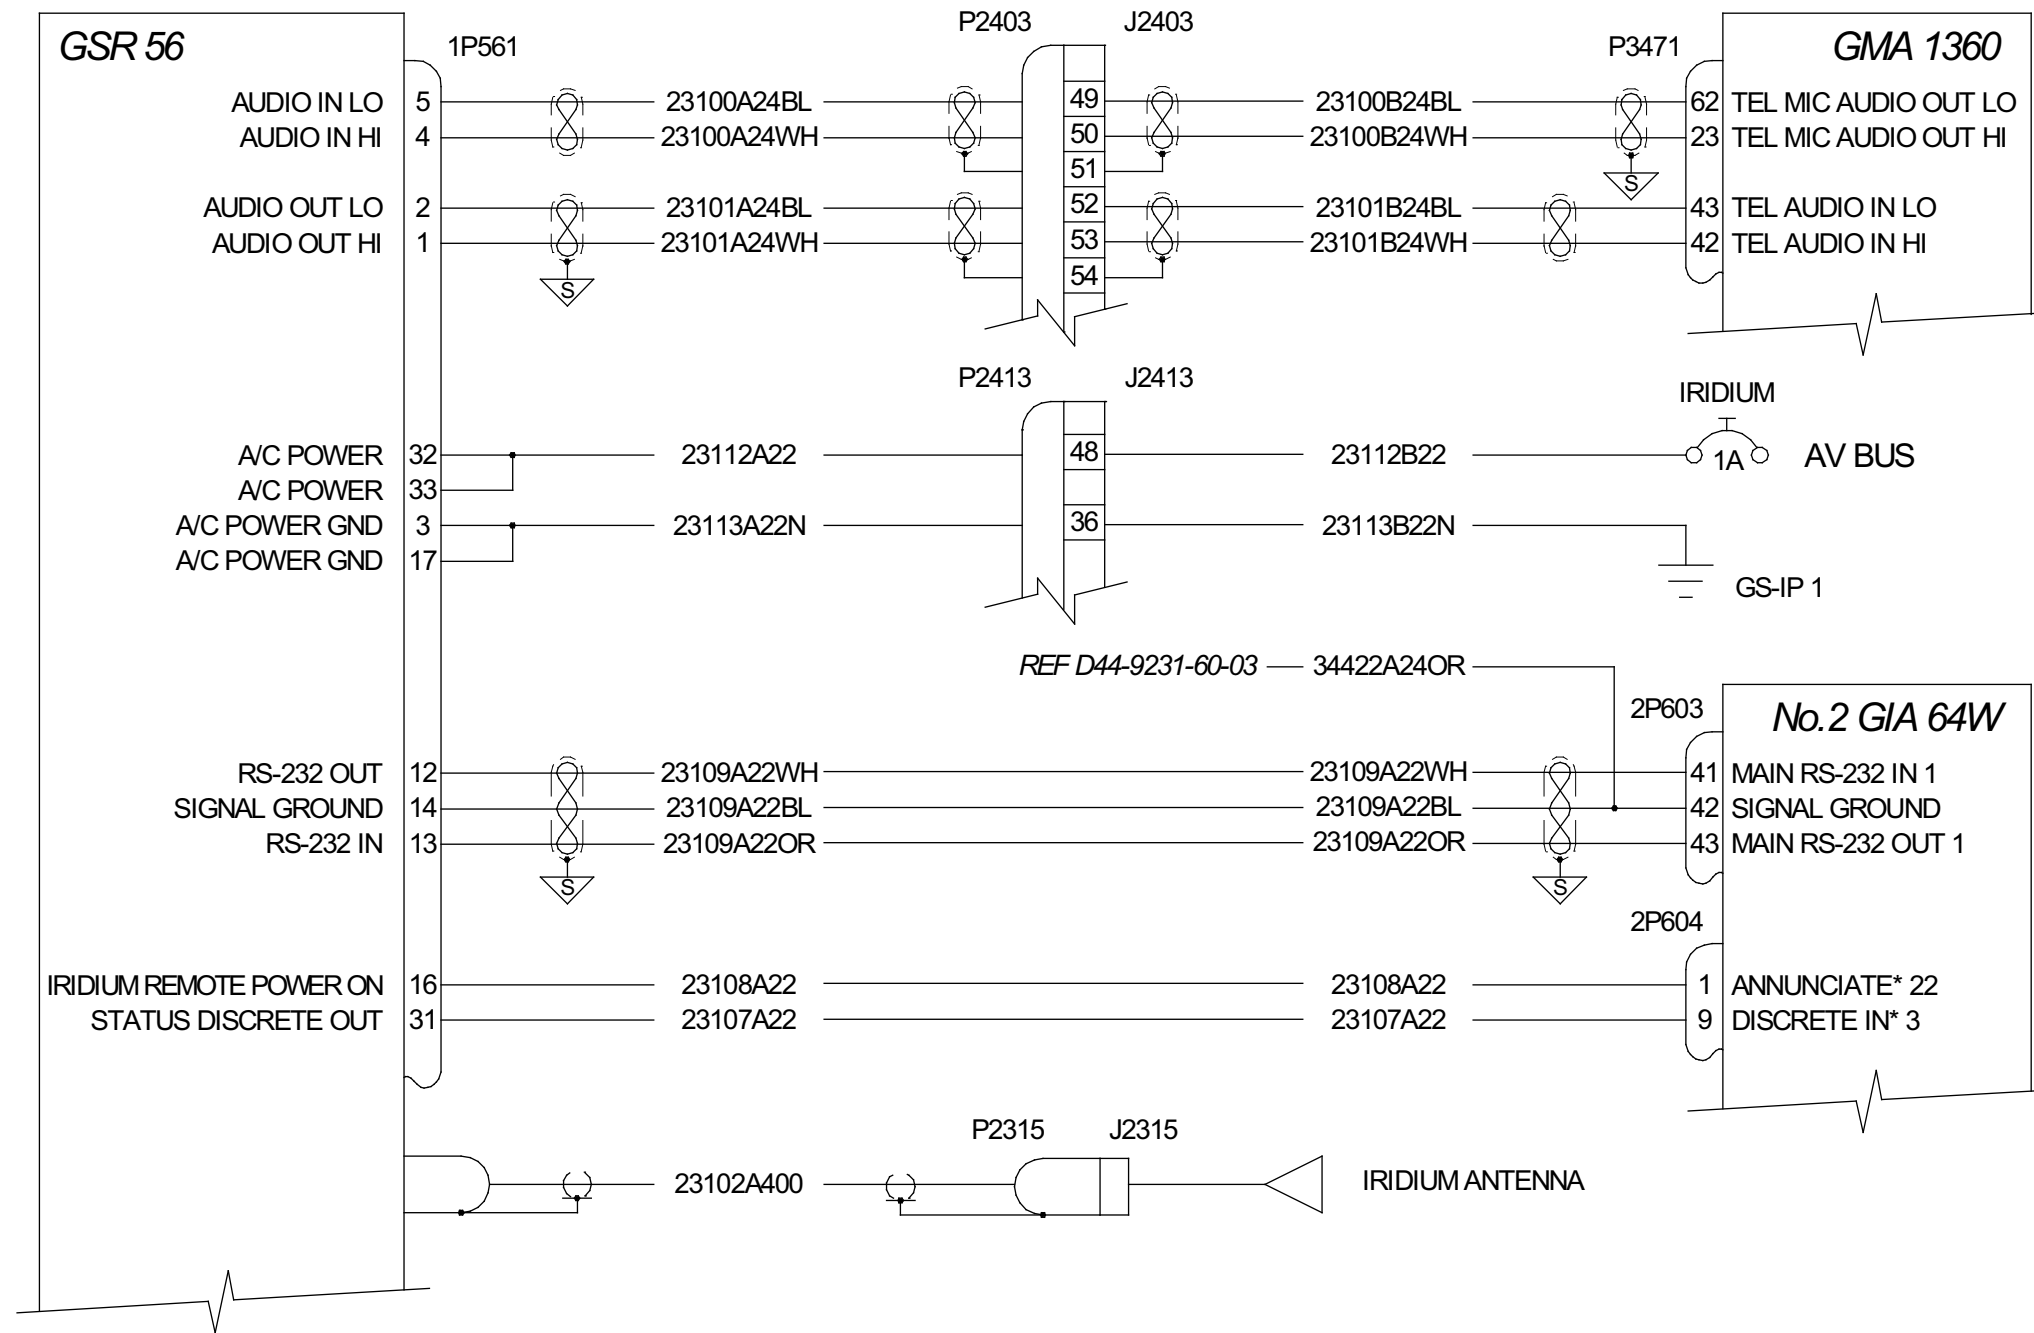 P2403 J2403
GSR 56 1P561 P3471 GMA 1360
AUDIO IN LO 5 23100A24BL 49 23100B24BL 62 TEL MIC AUDIO OUT LO
AUDIO IN HI 4 23100A24WH 50 23100B24WH 23 TEL MIC AUDIO OUT HI
51
S
AUDIO OUT LO 2 23101A24BL 52 23101B24BL 43 TEL AUDIO IN LO
AUDIO OUT HI 1 23101A24WH 53 23101B24WH 42 TEL AUDIO IN HI
54
S
P2413 J2413
IRIDIUM
A/C POWER 32 23112A22 48 23112B22 1A AV BUS
A/C POWER 33
A/C POWER GND 3 23113A22N 36 23113B22N
A/C POWER GND 17
GS-IP 1
REF D44-9231-60-03 34422A24OR
2P603 No.2 GIA 64W
RS-232 OUT 12 23109A22WH 23109A22WH 41 MAIN RS-232 IN 1
SIGNAL GROUND 14 23109A22BL 23109A22BL 42 SIGNAL GROUND
RS-232 IN 13 23109A22OR 23109A22OR 43 MAIN RS-232 OUT 1
S S
2P604
IRIDIUM REMOTE POWER ON 16 23108A22 23108A22 1 ANNUNCIATE* 22
STATUS DISCRETE OUT 31 23107A22 23107A22 9 DISCRETE IN* 3
P2315 J2315
23102A400 IRIDIUM ANTENNA